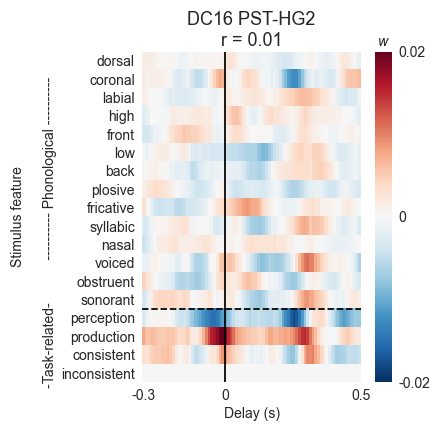 DC16 PST-HG2
r = 0.01
w
dorsal
coronal
labial
high
front
low
back
plosive
fricative
syllabic
nasal
voiced
obstruent
sonorant
perception
production
consistent
inconsistent
Stimulus feature
---------- Phonological ----------
-Task-related-
-0.3
0
0.5
Delay (s)
0.02
0
-0.02